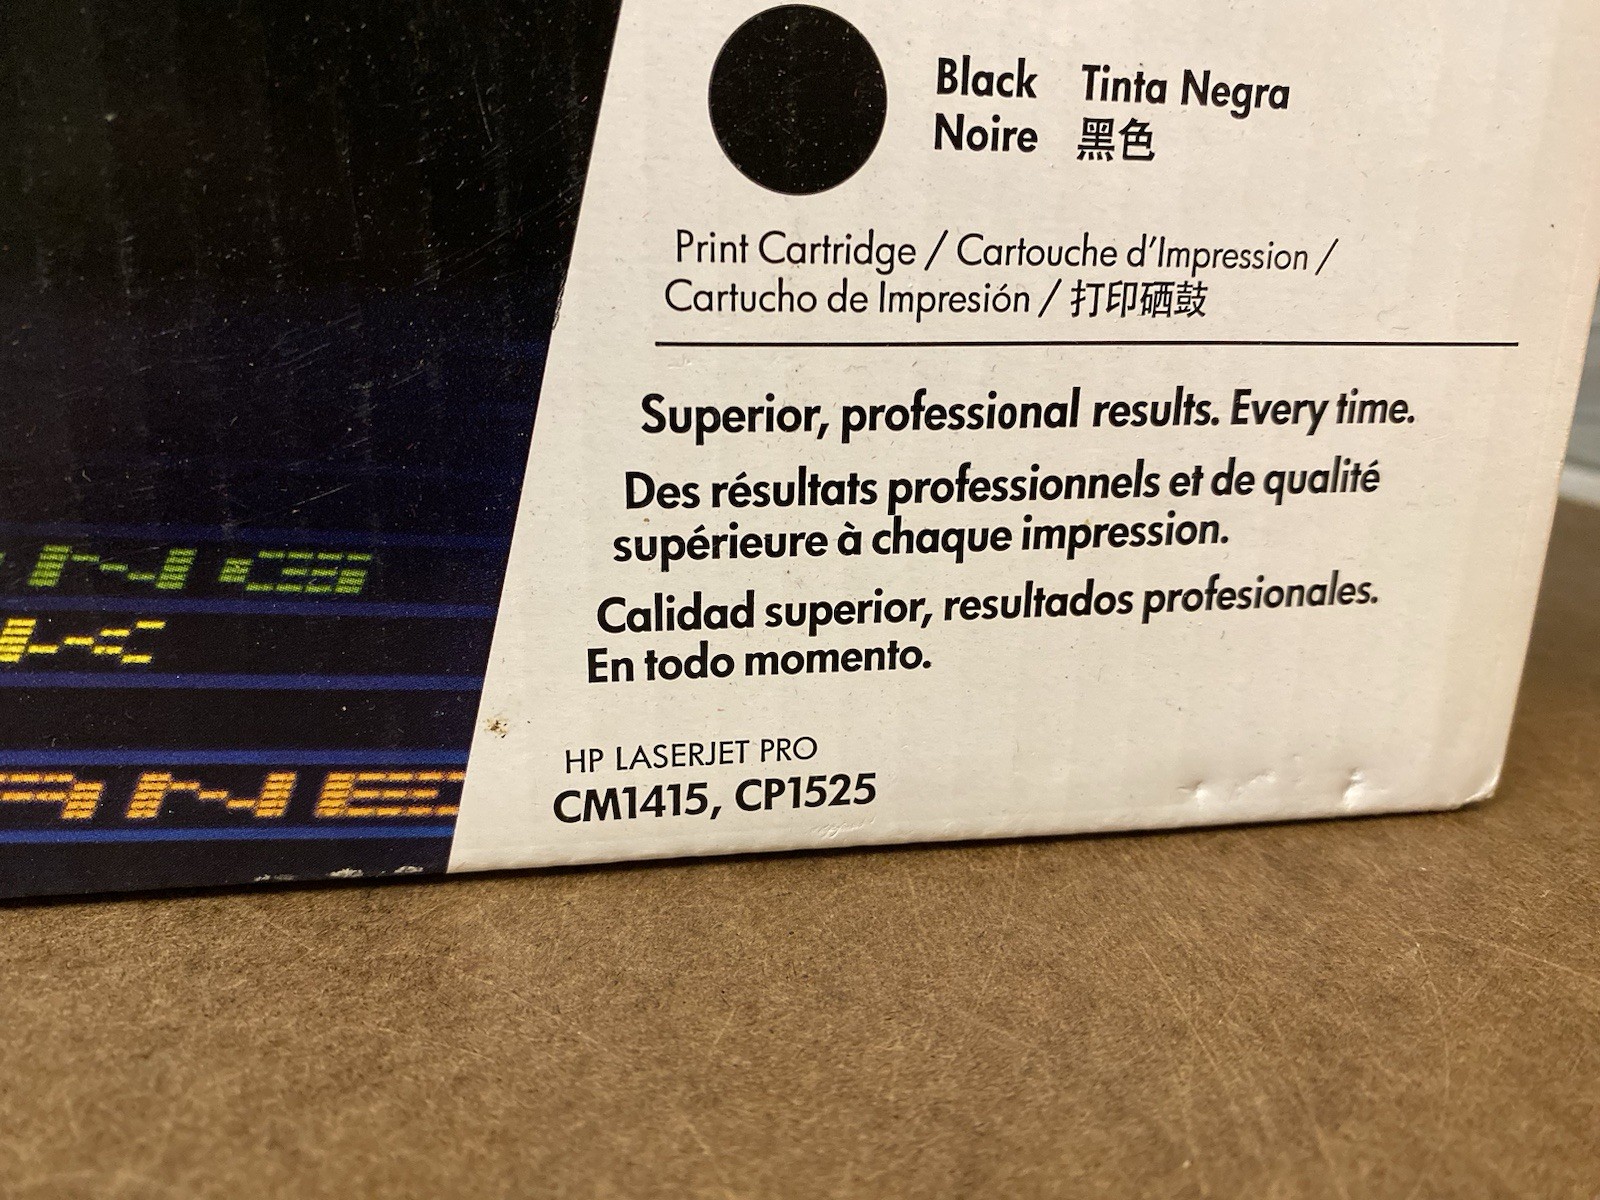 Black Tinta Negra
Noire 黑色
Print Cartridge / Cartouche d'Impression /
Cartucho de Impresión / 打印硒鼓
Superior, professional results. Every time.
Des résultats professionnels et de qualité
supérieure à chaque impression.
Calidad superior, resultados profesionales.
En todo momento.
HP LASERJET PRO
CM1415, CP1525